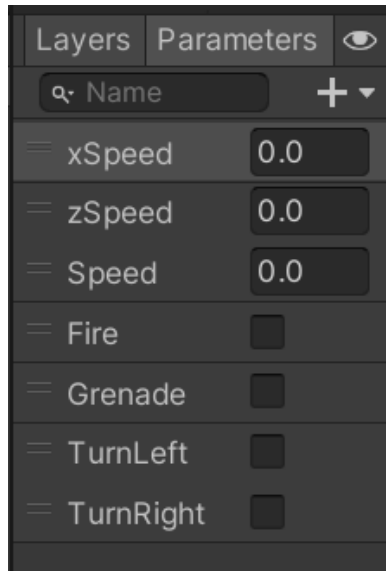 Layers Parameters
Name
xSpeed 0.0
zSpeed 0.0
Speed 0.0
Fire
Grenade
TurnLeft
TurnRight